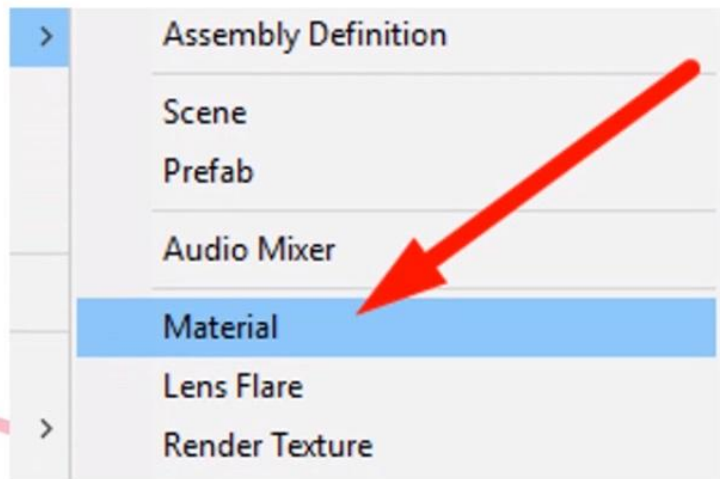 Assembly Definition
Scene
Prefab
Audio Mixer
Material
Lens Flare
Render Texture